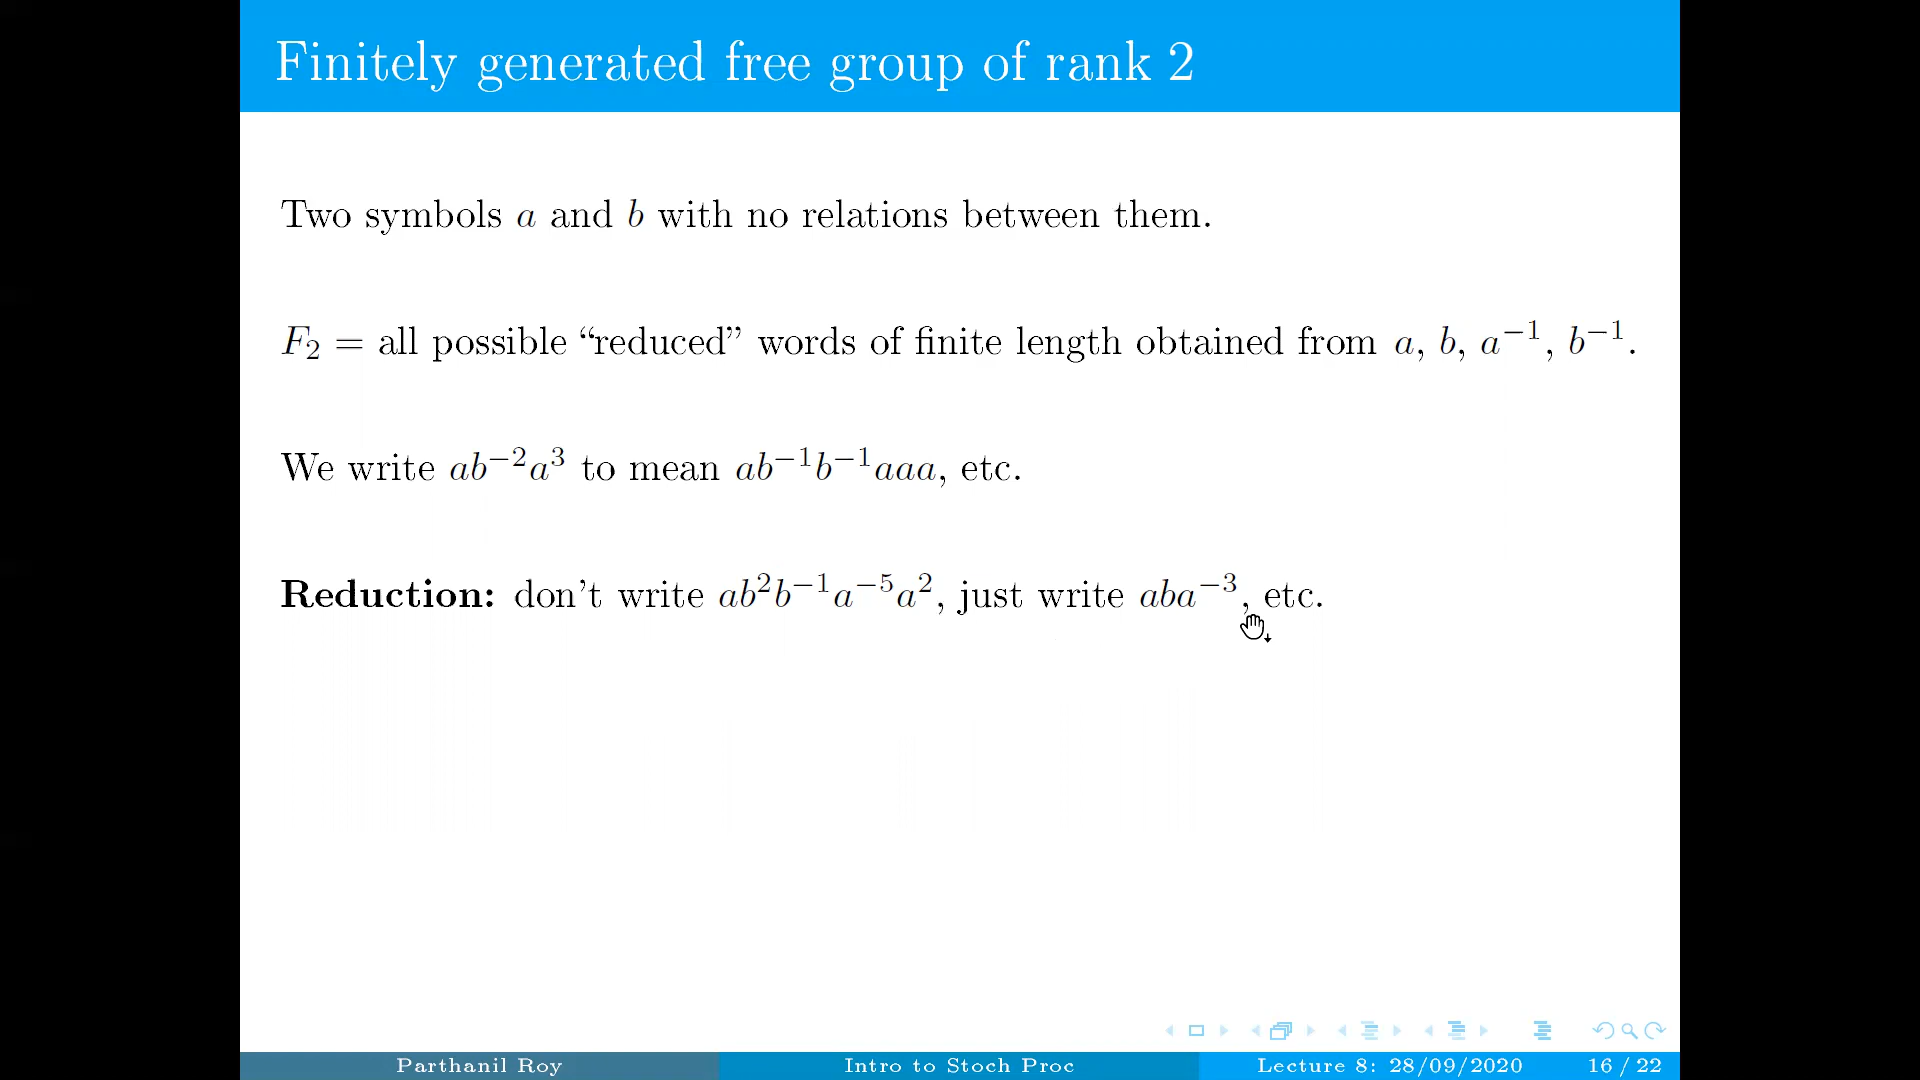 Finitely generated free group of rank 2
Two symbols a and b with no relations between them.
F₂ = all possible “reduced” words of finite length obtained from a, b, a⁻¹, b⁻¹.
We write ab⁻²a³ to mean ab⁻¹b⁻¹aaa, etc.
Reduction: don’t write ab²b⁻¹a⁻⁵a², just write aba⁻³, etc.
Parthanil Roy Intro to Stoch Proc Lecture 8: 28/09/2020 16 / 22